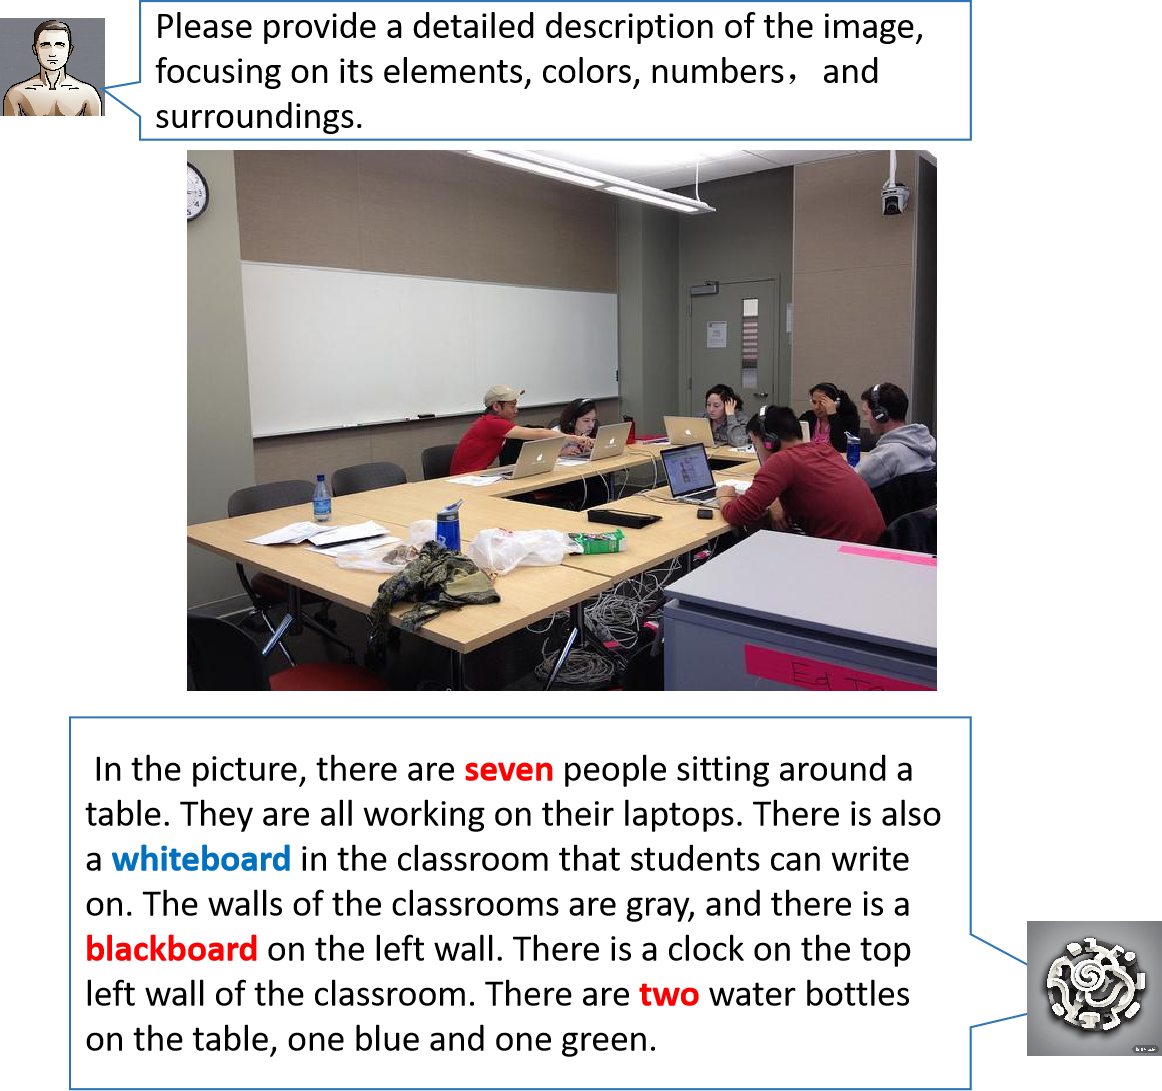 Please provide a detailed description of the image,
focusing on its elements, colors, numbers，and
surroundings.
Ed
In the picture, there are seven people sitting around a
table. They are all working on their laptops. There is also
a whiteboard in the classroom that students can write
on. The walls of the classrooms are gray, and there is a
blackboard on the left wall. There is a clock on the top
left wall of the classroom. There are two water bottles
on the table, one blue and one green.